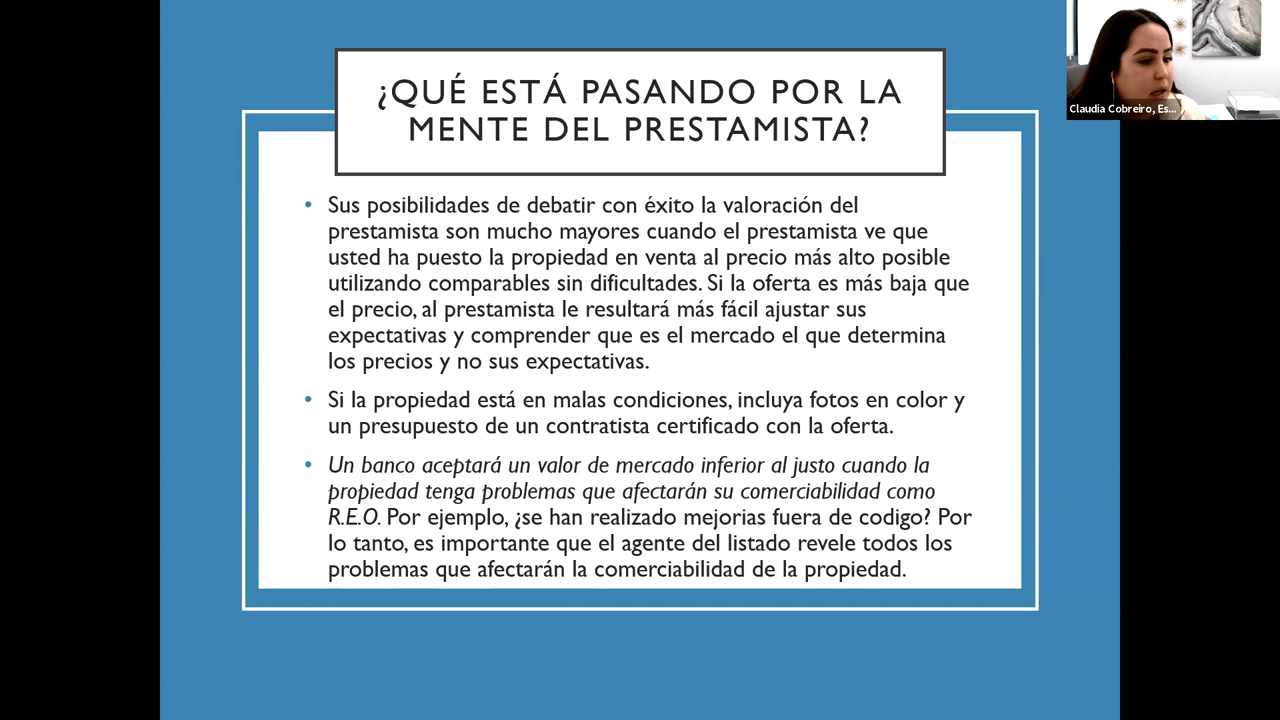 ¿QUÉ ESTÁ PASANDO POR LA
MENTE DEL PRESTAMISTA?
Claudia Cobreiro, Es...
• Sus posibilidades de debatir con éxito la valoración del
prestamista son mucho mayores cuando el prestamista ve que
usted ha puesto la propiedad en venta al precio más alto posible
utilizando comparables sin dificultades. Si la oferta es más baja que
el precio, al prestamista le resultará más fácil ajustar sus
expectativas y comprender que es el mercado el que determina
los precios y no sus expectativas.
• Si la propiedad está en malas condiciones, incluya fotos en color y
un presupuesto de un contratista certificado con la oferta.
• Un banco aceptará un valor de mercado inferior al justo cuando la
propiedad tenga problemas que afectarán su comerciabilidad como
R.E.O. Por ejemplo, ¿se han realizado mejorias fuera de codigo? Por
lo tanto, es importante que el agente del listado revele todos los
problemas que afectarán la comerciabilidad de la propiedad.